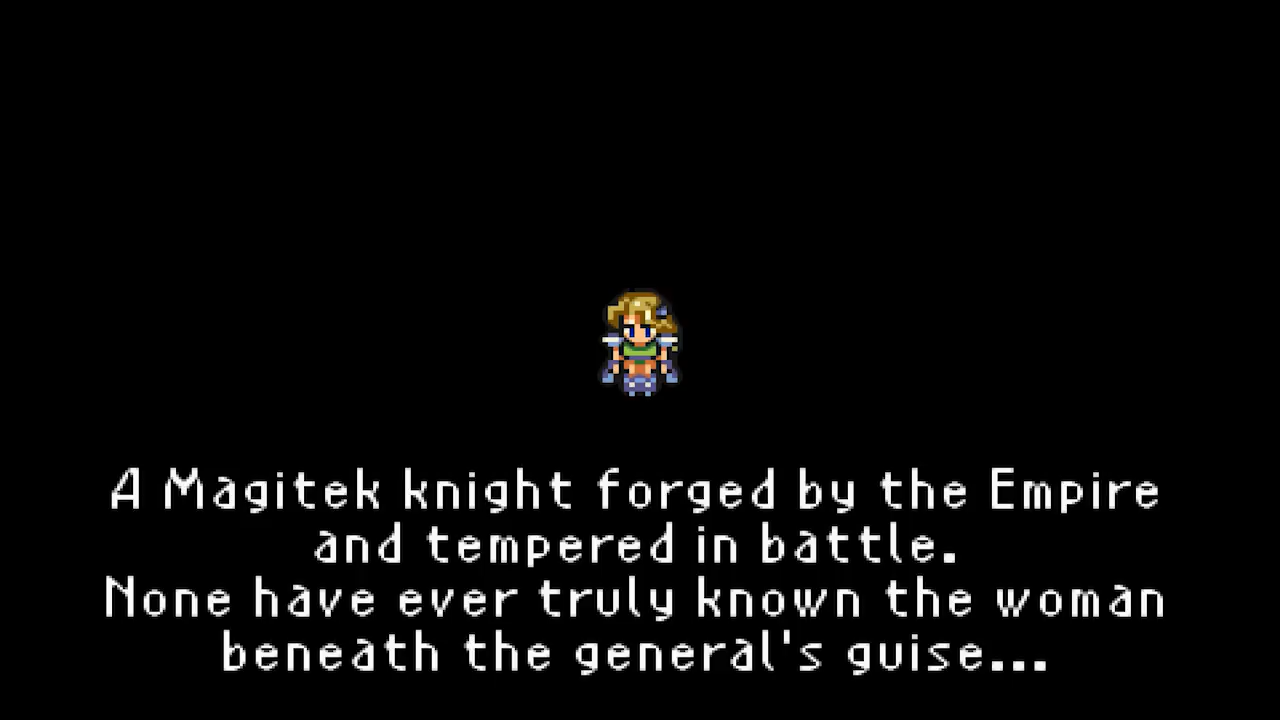 A Magitek knight forged by the Empire
and tempered in battle.
None have ever truly known the woman
beneath the general's guise...